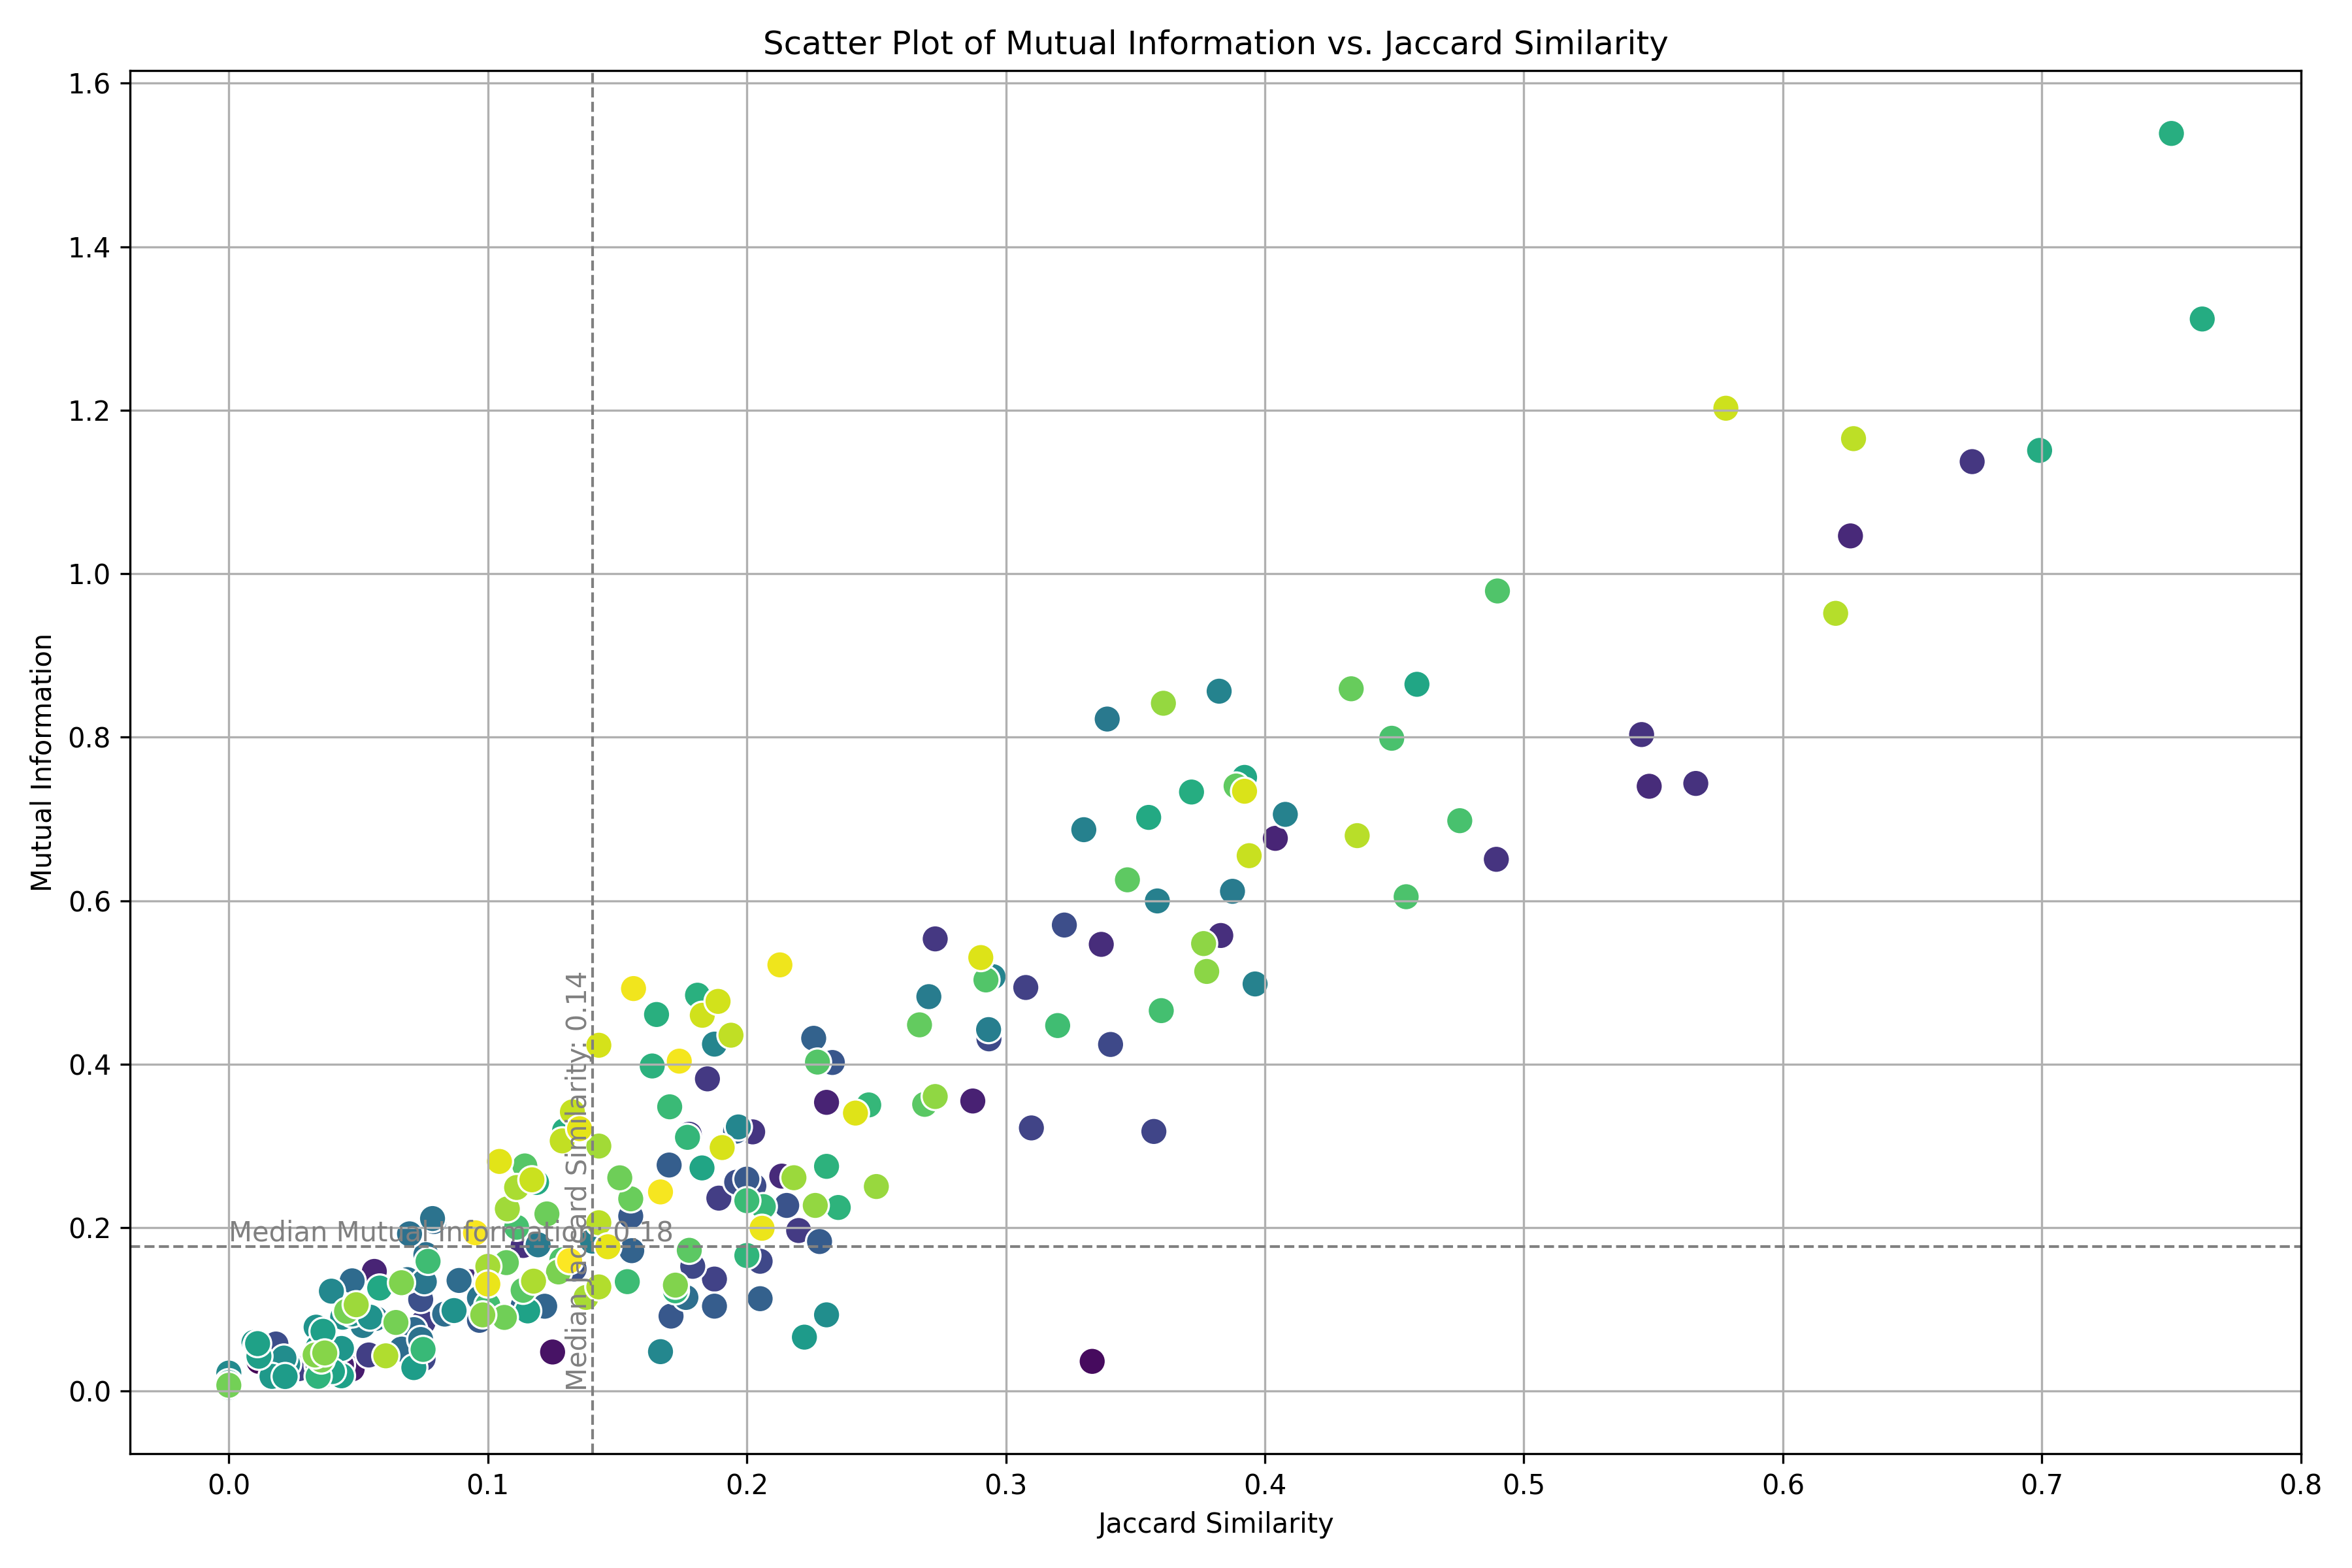 Scatter Plot of Mutual Information vs. Jaccard Similarity
Mutual Information
1.6
1.4
1.2
1.0
0.8
0.6
0.4
0.2
0.0
Median Jaccard Similarity: 0.14
Median Mutual Information: 0.18
0.0 0.1 0.2 0.3 0.4 0.5 0.6 0.7 0.8
Jaccard Similarity